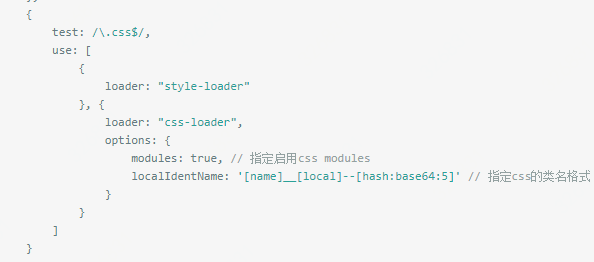 {
test: /\.css$/,
use: [
{
loader: "style-loader"
}, {
loader: "css-loader",
options: {
modules: true, // 指定启用css modules
localIdentName: '[name]__[local]--[hash:base64:5]' // 指定css的类名格式
}
}
]
}